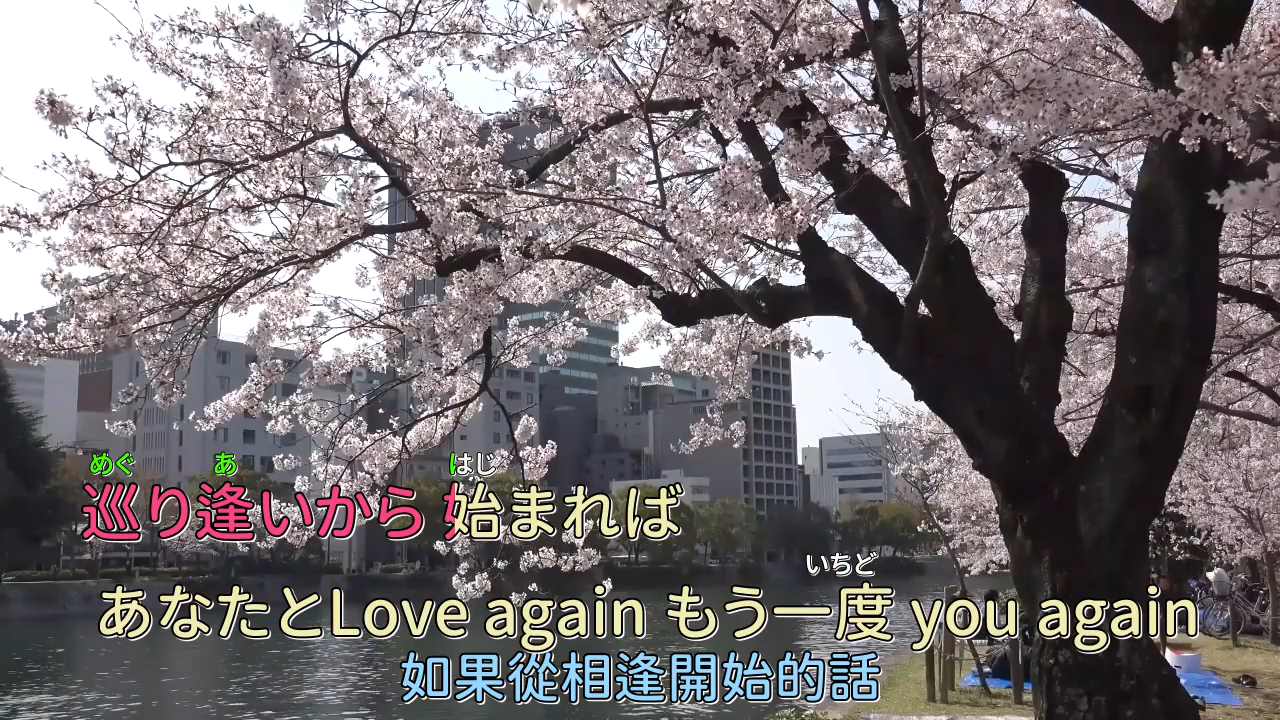 めぐ あ はじ
巡り逢いから 始まれば
いちど
あなたとLove again もう一度 you again
如果從相逢開始的話